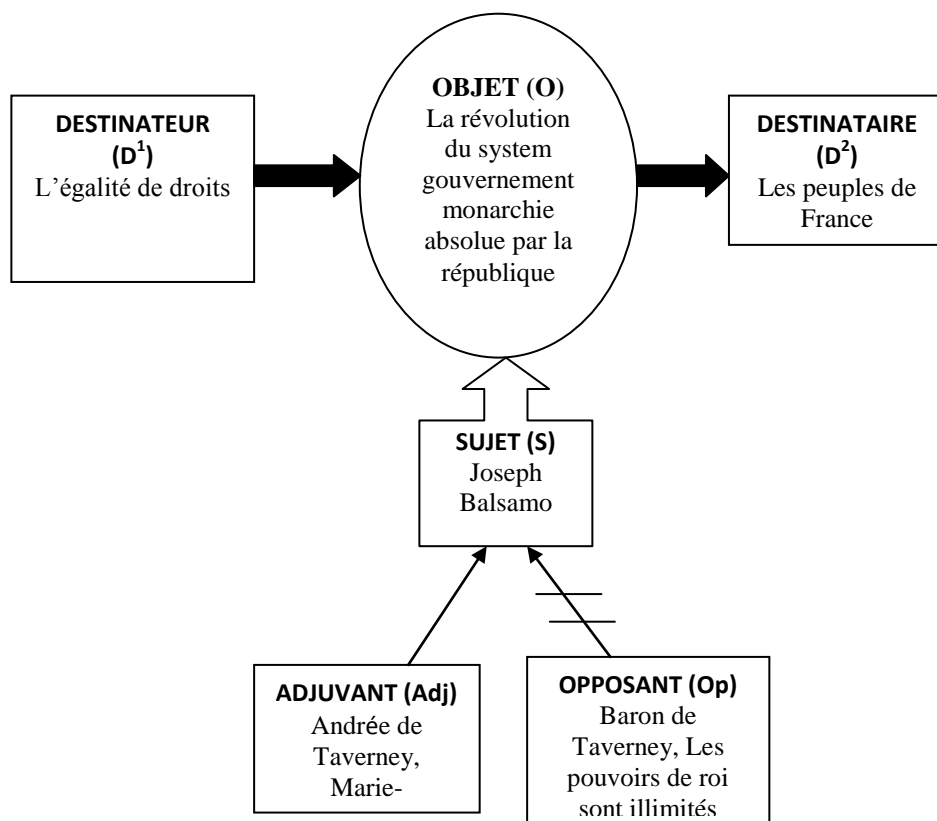 DESTINATEUR
(D1)
L'égalité de droits
OBJET (O)
La révolution
du system
gouvernement
monarchie
absolue par la
république
DESTINATAIRE
(D2)
Les peuples de
France
SUJET (S)
Joseph
Balsamo
ADJUVANT (Adj)
Andrée de
Taverney,
Marie-
OPPOSANT (Op)
Baron de
Taverney, Les
pouvoirs de roi
sont illimités